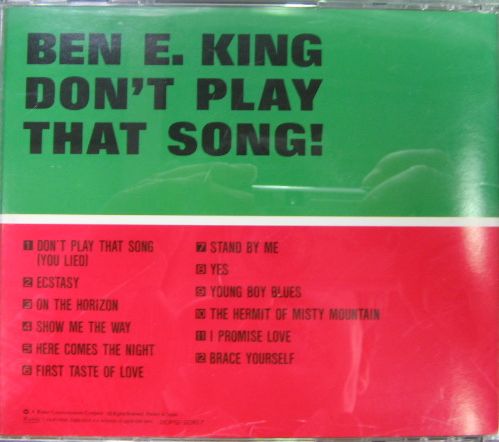 BEN E. KING
DON'T PLAY
THAT SONG!
1 DON'T PLAY THAT SONG
(YOU LIED)
2 ECSTASY
3 ON THE HORIZON
4 SHOW ME THE WAY
5 HERE COMES THE NIGHT
6 FIRST TASTE OF LOVE
7 STAND BY ME
8 YES
9 YOUNG BOY BLUES
10 THE HERMIT OF MISTY MOUNTAIN
11 I PROMISE LOVE
12 BRACE YOURSELF